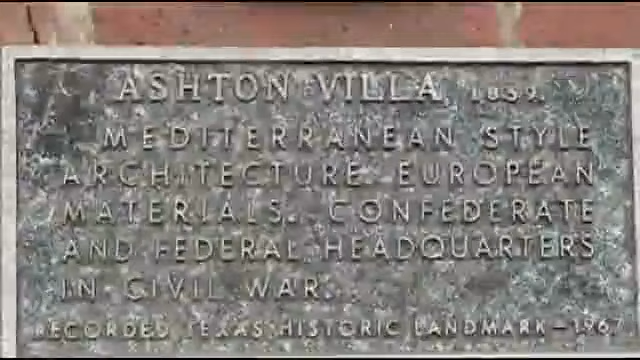 ASHTON VILLA, 1859.
MEDITERRANEAN STYLE
ARCHITECTURE. EUROPEAN
MATERIALS. CONFEDERATE
AND FEDERAL HEADQUARTERS
IN CIVIL WAR.
RECORDED TEXAS HISTORIC LANDMARK-1967